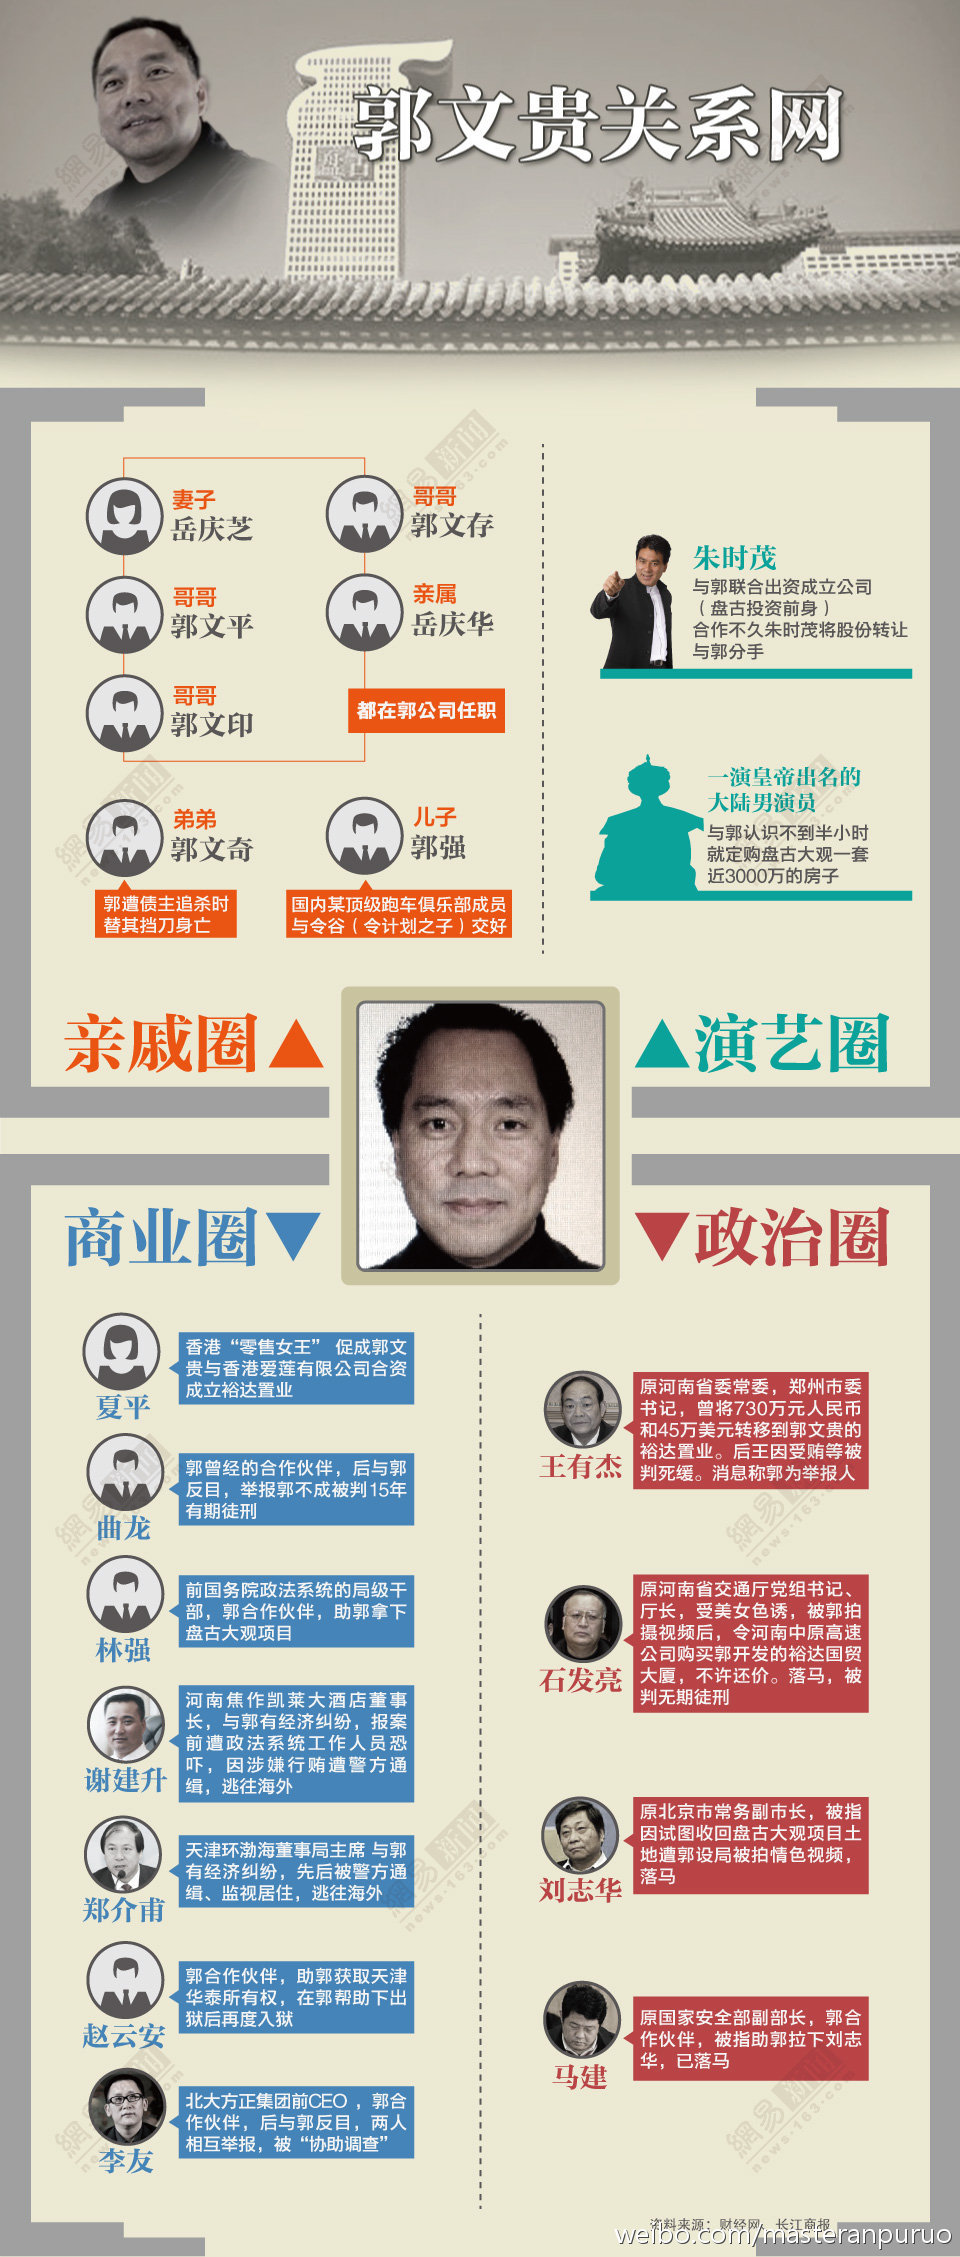 郭文贵关系网
盘古
妻子
岳庆芝
哥哥
郭文存
哥哥
郭文平
亲属
岳庆华
哥哥
郭文印
都在郭公司任职
弟弟
郭文奇
郭遭债主追杀时
替其挡刀身亡
儿子
郭强
国内某顶级跑车俱乐部成员
与令谷（令计划之子）交好
朱时茂
与郭联合出资成立公司
（盘古投资前身）
合作不久朱时茂将股份转让
与郭分手
一演皇帝出名的
大陆男演员
与郭认识不到半小时
就定购盘古大观一套
近3000万的房子
亲戚圈
演艺圈
商业圈
政治圈
夏平
香港“零售女王” 促成郭文
贵与香港爱莲有限公司合资
成立裕达置业
曲龙
郭曾经的合作伙伴，后与郭
反目，举报郭不成被判15年
有期徒刑
林强
前国务院政法系统的局级干
部，郭合作伙伴，助郭拿下
盘古大观项目
谢建升
河南焦作凯莱大酒店董事
长，与郭有经济纠纷，报案
前遭政法系统工作人员恐
吓，因涉嫌行贿遭警方通
缉，逃往海外
郑介甫
天津环渤海董事局主席 与郭
有经济纠纷，先后被警方通
缉、监视居住，逃往海外
赵云安
郭合作伙伴，助郭获取天津
华泰所有权，在郭帮助下出
狱后再度入狱
李友
北大方正集团前CEO ，郭合
作伙伴，后与郭反目，两人
相互举报，被“协助调查”
王有杰
原河南省委常委，郑州市委
书记，曾将730万元人民币
和45万美元转移到郭文贵的
裕达置业。后王因受贿等被
判死缓。消息称郭为举报人
石发亮
原河南省交通厅党组书记、
厅长，受美女色诱，被郭拍
摄视频后，令河南中原高速
公司购买郭开发的裕达国贸
大厦，不许还价。落马，被
判无期徒刑
刘志华
原北京市常务副市长，被指
因试图收回盘古大观项目土
地遭郭设局被拍情色视频，
落马
马建
原国家安全部副部长，郭合
作伙伴，被指助郭拉下刘志
华，已落马
资料来源：财经网、长江商报
weibo.com/masteranpuruo
網易新闻
news.163.com